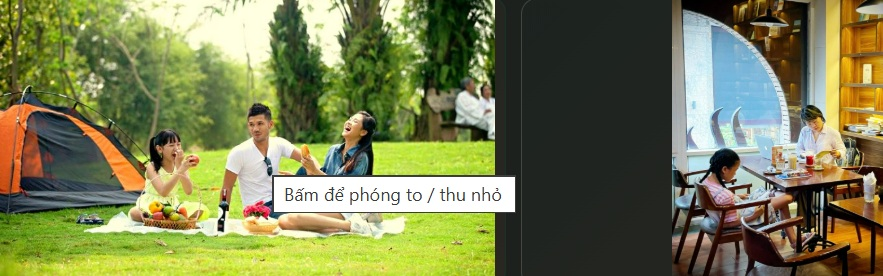 Bấm để phóng to / thu nhỏ